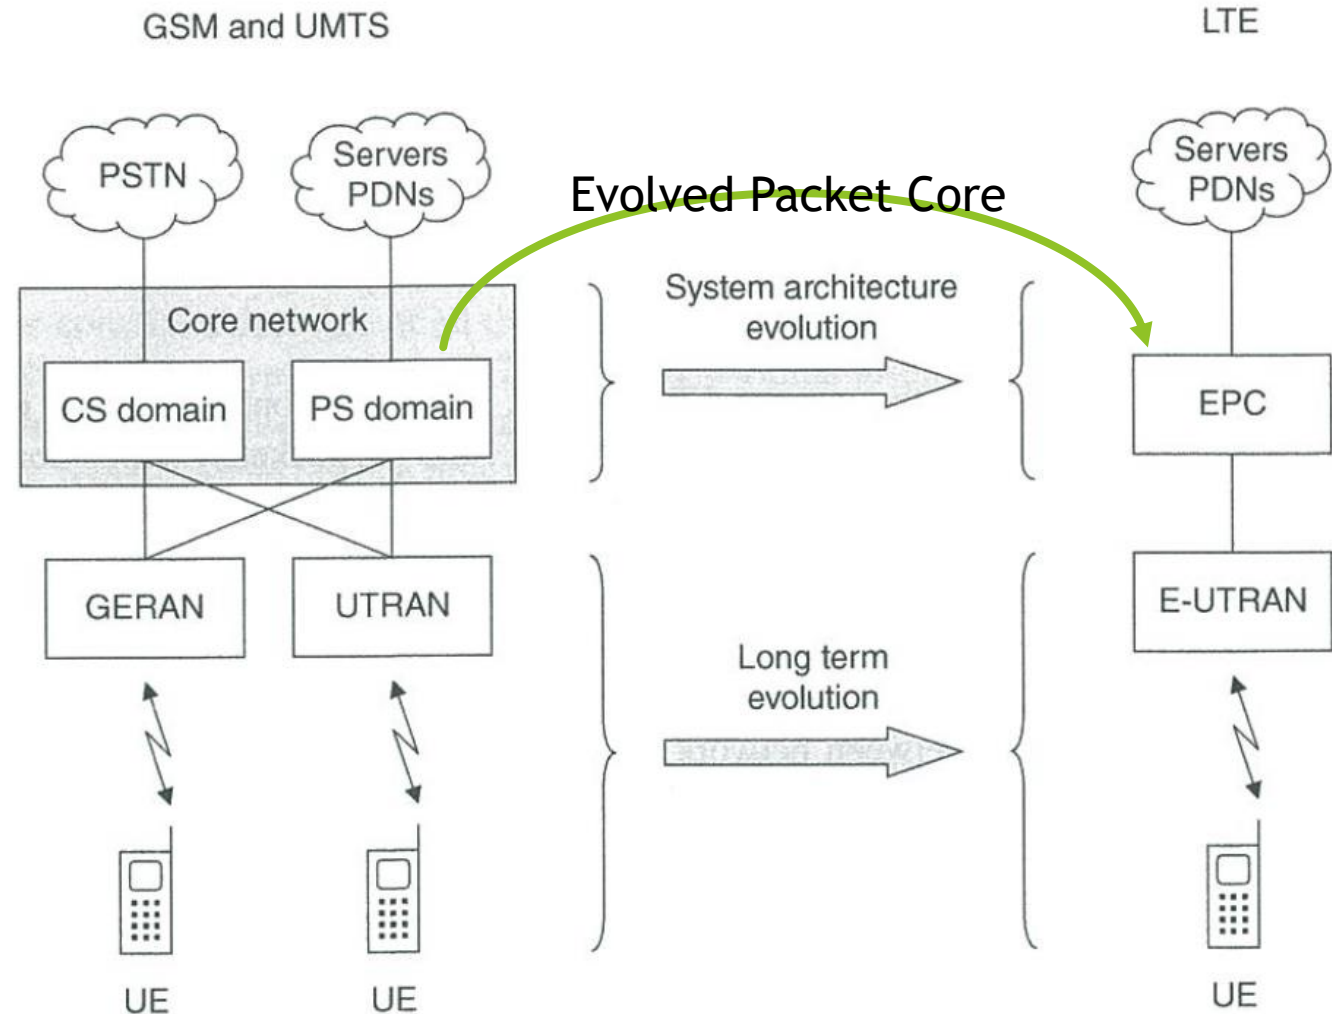 GSM and UMTS
LTE
PSTN
Servers
PDNs
Servers
PDNs
Evolved Packet Core
Core network
System architecture
evolution
CS domain
PS domain
EPC
GERAN
UTRAN
E-UTRAN
Long term
evolution
UE
UE
UE